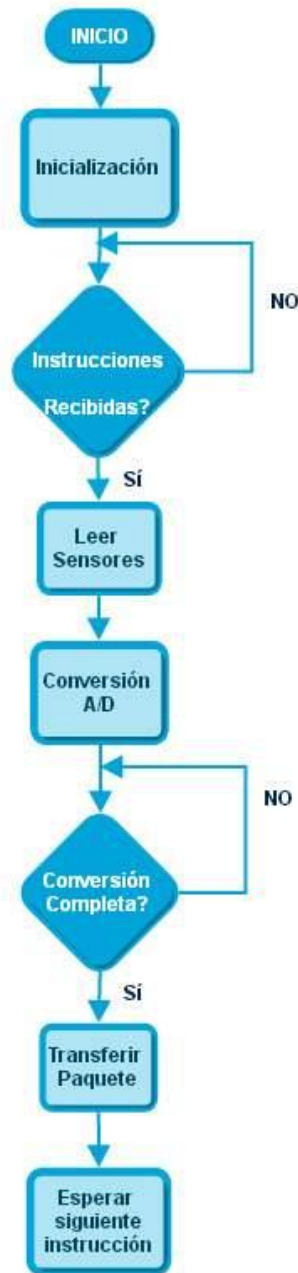 INICIO
Inicialización
NO
Instrucciones
Recibidas?
Sí
Leer
Sensores
Conversión
A/D
NO
Conversión
Completa?
Sí
Transferir
Paquete
Esperar
siguiente
instrucción